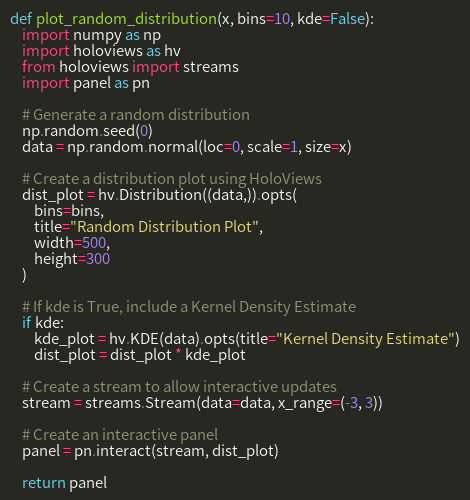 def plot_random_distribution(x, bins=10, kde=False):
    import numpy as np
    import holoviews as hv
    from holoviews import streams
    import panel as pn

    # Generate a random distribution
    np.random.seed(0)
    data = np.random.normal(loc=0, scale=1, size=x)

    # Create a distribution plot using HoloViews
    dist_plot = hv.Distribution((data,)).opts(
        bins=bins,
        title="Random Distribution Plot",
        width=500,
        height=300
    )

    # If kde is True, include a Kernel Density Estimate
    if kde:
        kde_plot = hv.KDE(data).opts(title="Kernel Density Estimate")
        dist_plot = dist_plot * kde_plot

    # Create a stream to allow interactive updates
    stream = streams.Stream(data=data, x_range=(-3, 3))

    # Create an interactive panel
    panel = pn.interact(stream, dist_plot)

    return panel